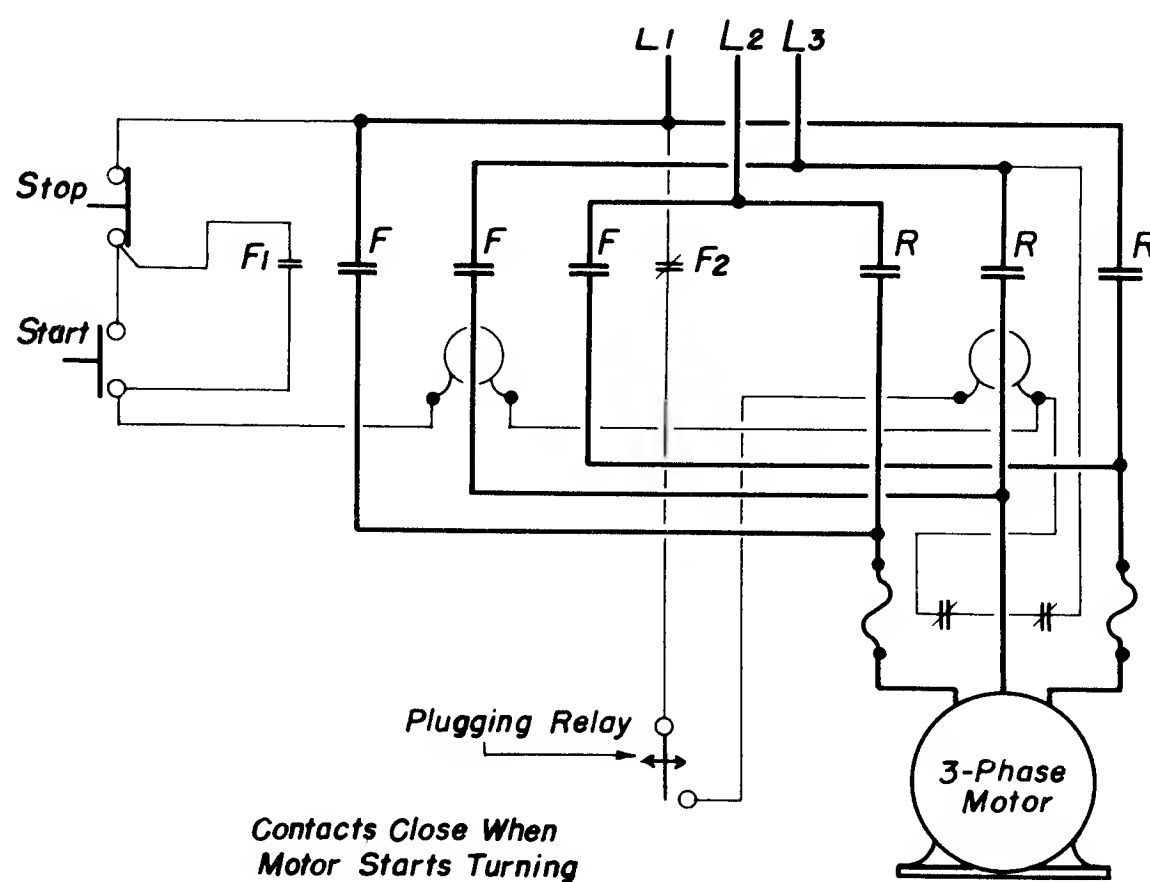 L1 L2 L3
Stop
F1 F F F F2 R R R
Start
Plugging Relay
3-Phase
Motor
Contacts Close When
Motor Starts Turning